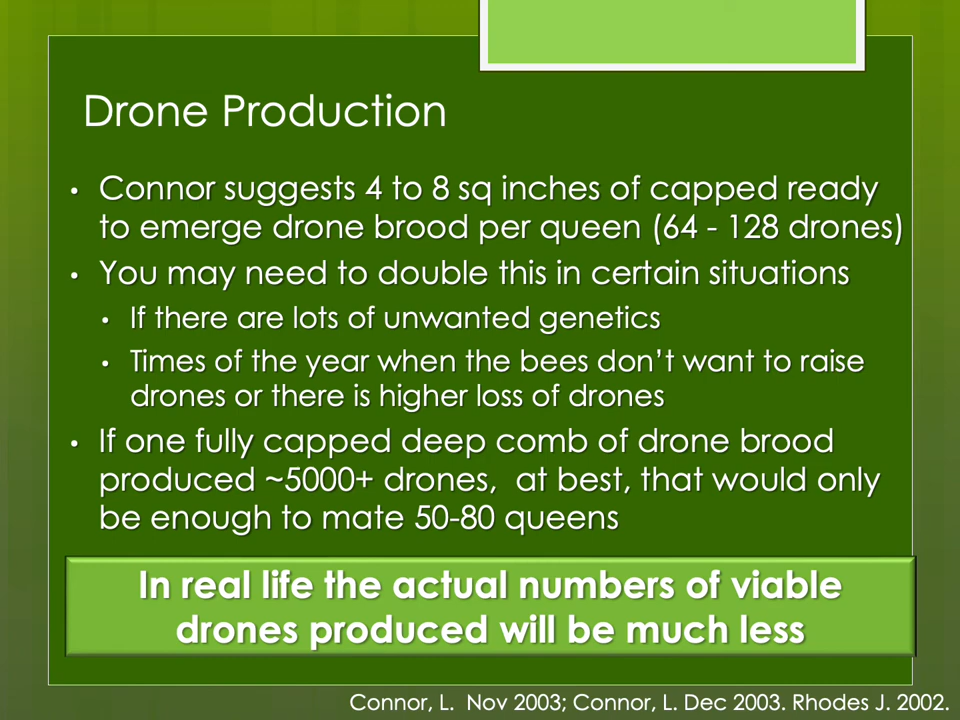 Drone Production
• Connor suggests 4 to 8 sq inches of capped ready
to emerge drone brood per queen (64 - 128 drones)
• You may need to double this in certain situations
• If there are lots of unwanted genetics
• Times of the year when the bees don't want to raise
drones or there is higher loss of drones
• If one fully capped deep comb of drone brood
produced ~5000+ drones,  at best, that would only
be enough to mate 50-80 queens
In real life the actual numbers of viable
drones produced will be much less
Connor, L.  Nov 2003; Connor, L. Dec 2003. Rhodes J. 2002.